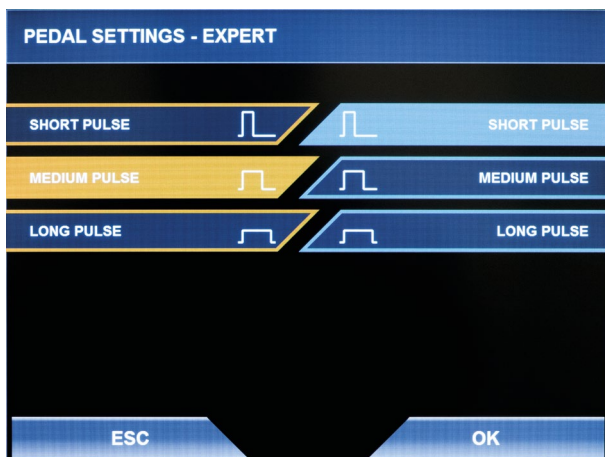 PEDAL SETTINGS - EXPERT
SHORT PULSE SHORT PULSE
MEDIUM PULSE MEDIUM PULSE
LONG PULSE LONG PULSE
ESC OK